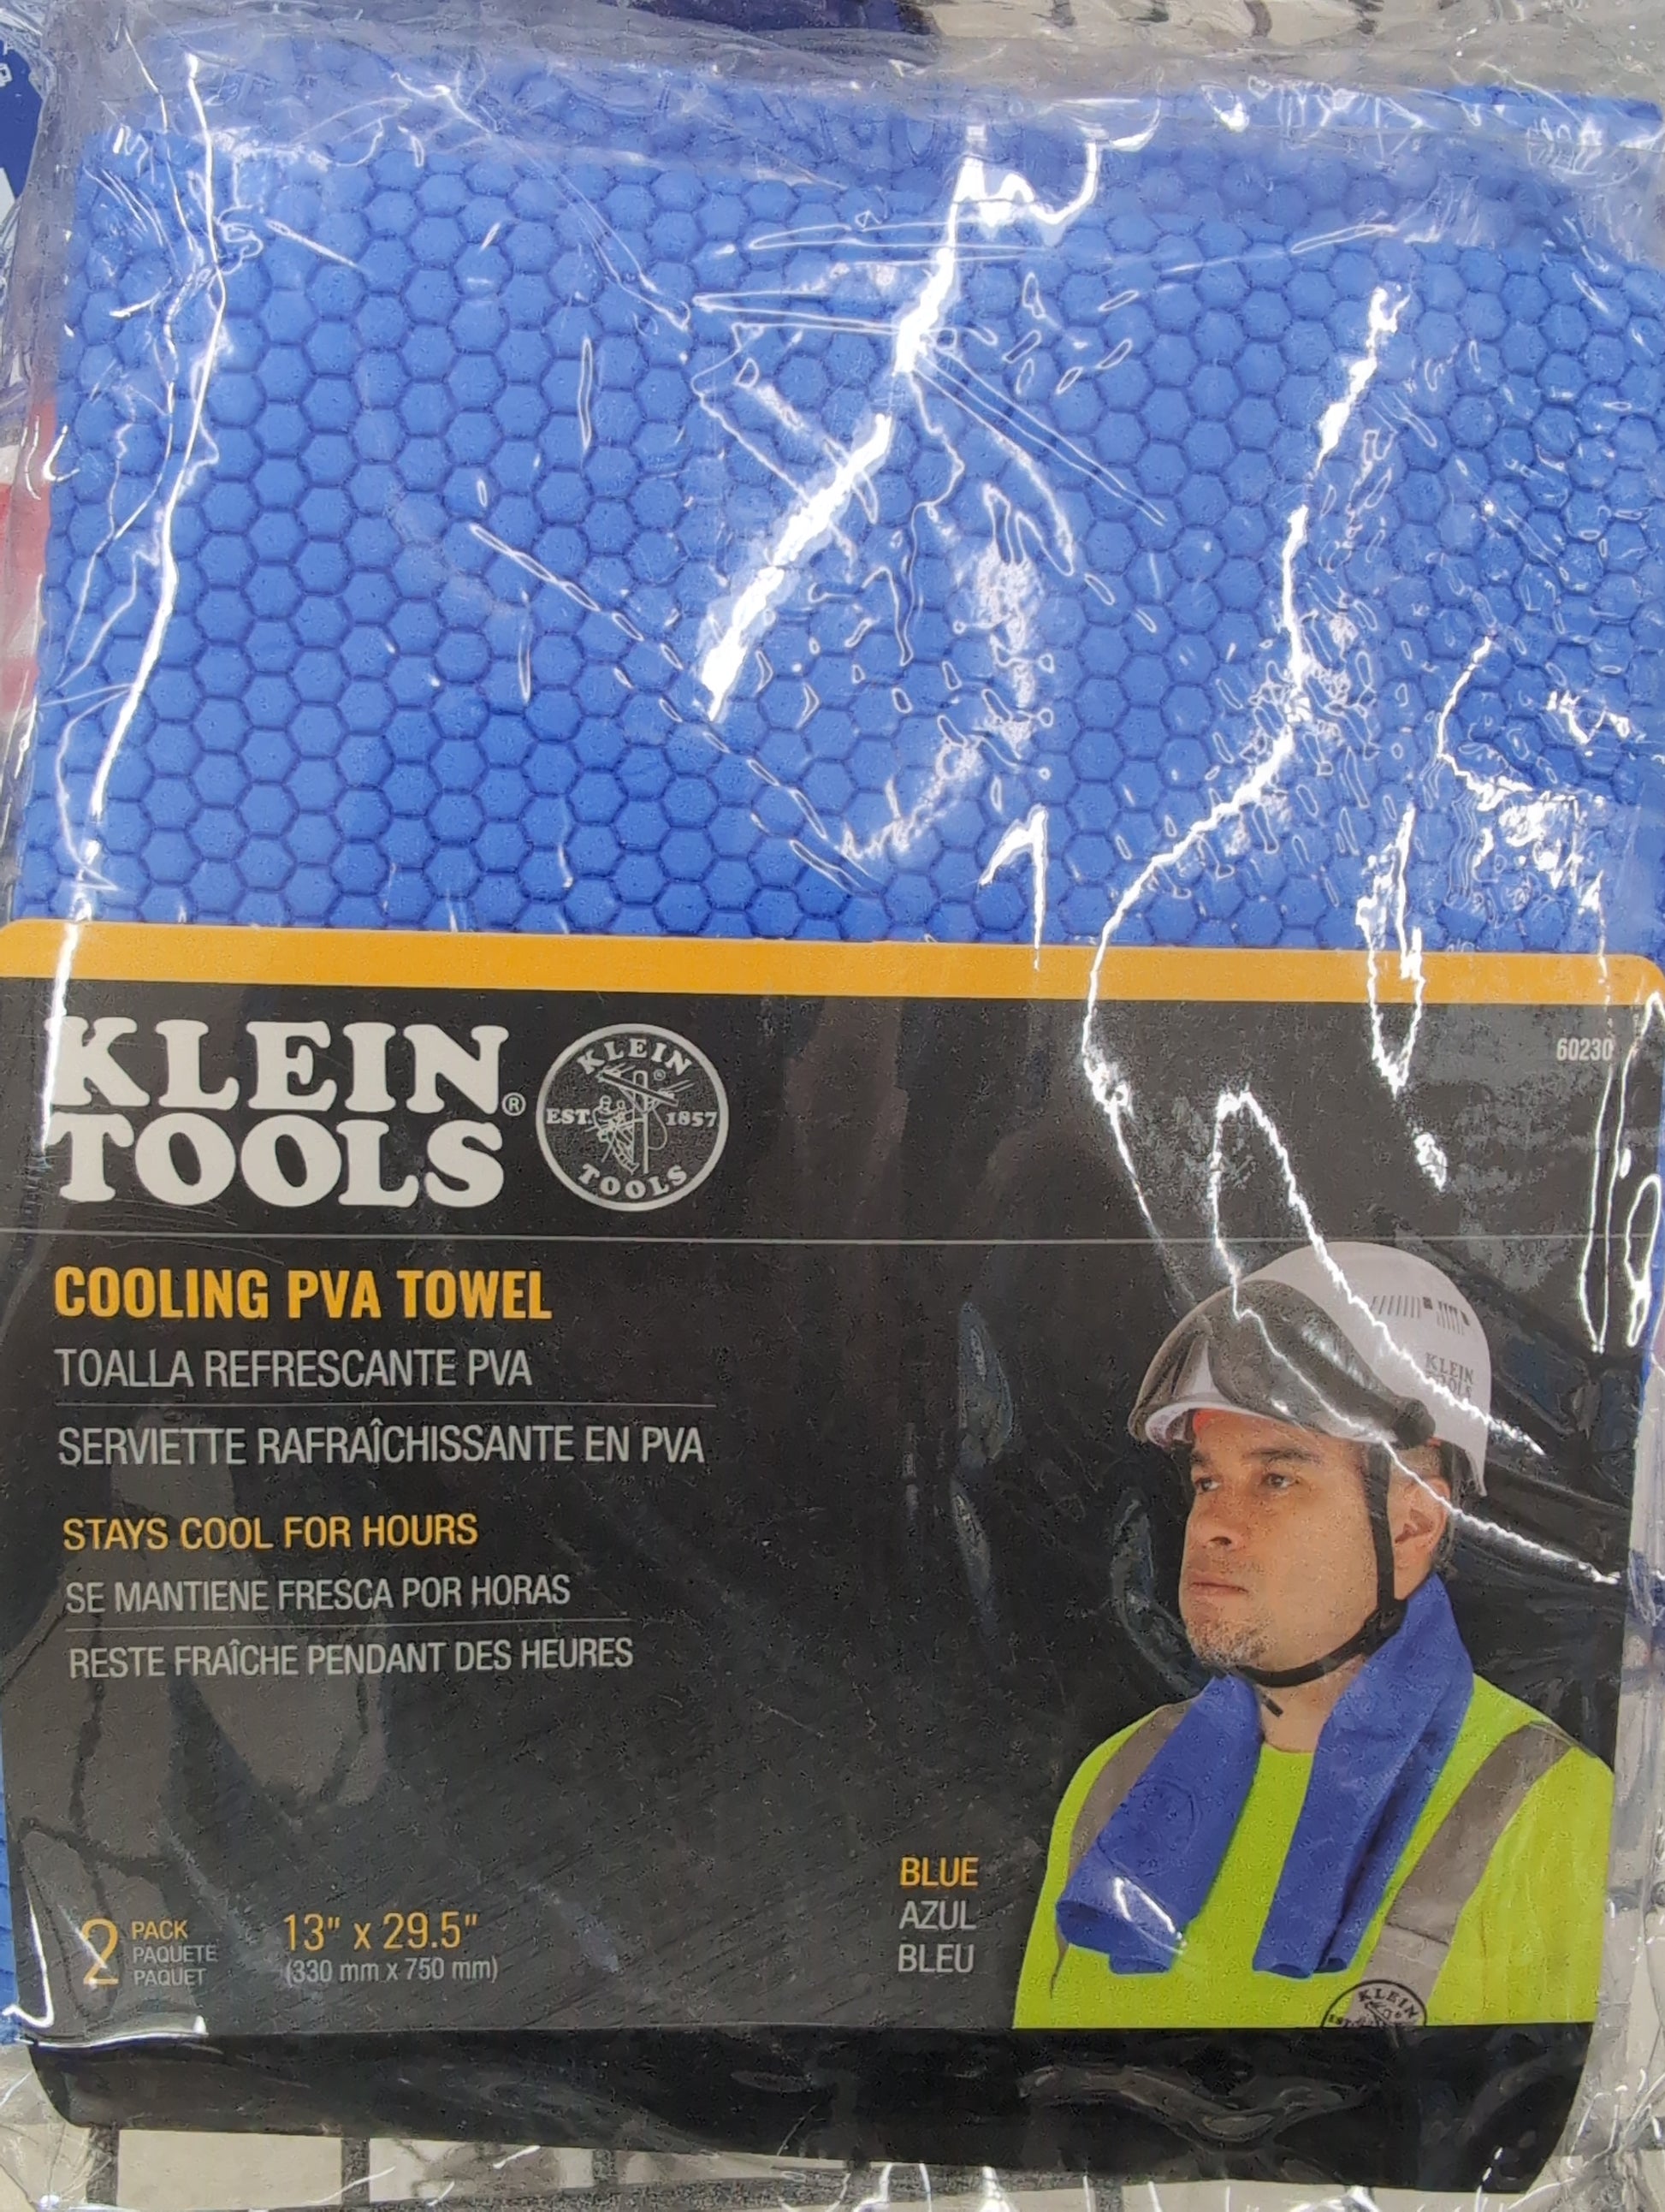 KLEIN
TOOLS®
KLEIN
®
EST. 1857
TOOLS
60230
COOLING PVA TOWEL
TOALLA REFRESCANTE PVA
SERVIETTE RAFRAÎCHISSANTE EN PVA
STAYS COOL FOR HOURS
SE MANTIENE FRESCA POR HORAS
RESTE FRAÎCHE PENDANT DES HEURES
KLEIN
TOOLS
2 PACK
PAQUETE
PAQUET
13" x 29.5"
(330 mm x 750 mm)
BLUE
AZUL
BLEU
KLEIN